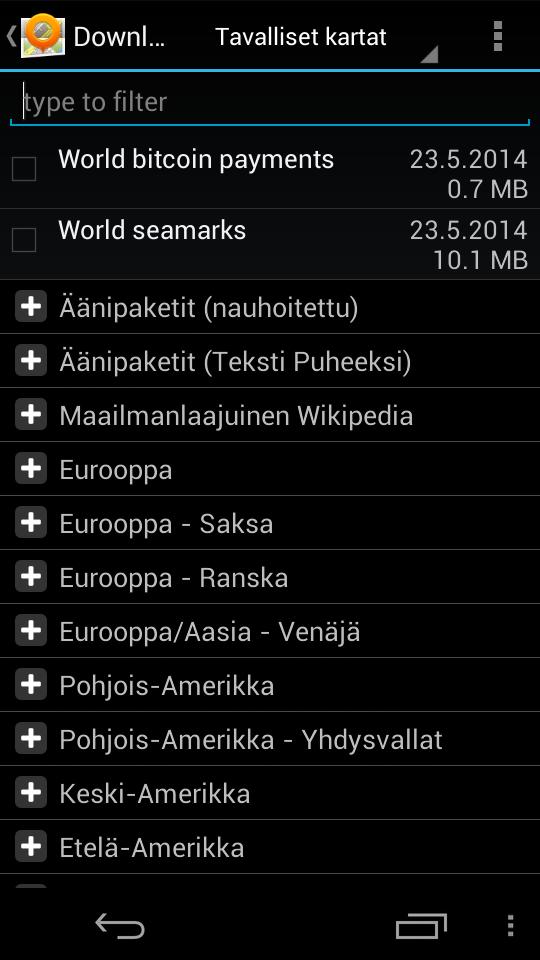 Downl...
Tavalliset kartat
type to filter
World bitcoin payments
23.5.2014
0.7 MB
World seamarks
23.5.2014
10.1 MB
Äänipaketit (nauhoitettu)
Äänipaketit (Teksti Puheeksi)
Maailmanlaajuinen Wikipedia
Eurooppa
Eurooppa - Saksa
Eurooppa - Ranska
Eurooppa/Aasia - Venäjä
Pohjois-Amerikka
Pohjois-Amerikka - Yhdysvallat
Keski-Amerikka
Etelä-Amerikka